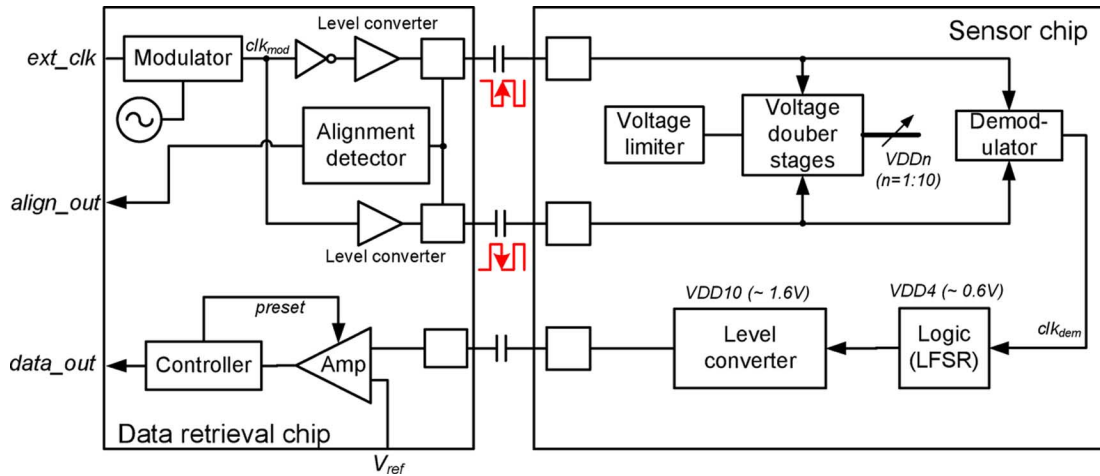 Level converter
Sensor chip
ext_clk
Modulator
clkmod
Alignment
detector
Voltage
limiter
Voltage
douber
stages
VDDn
(n=1:10)
Demod-
ulator
align_out
Level converter
VDD10 (~ 1.6V)
VDD4 (~ 0.6V)
preset
clkdem
data_out
Controller
Amp
Level
converter
Logic
(LFSR)
Data retrieval chip
Vref